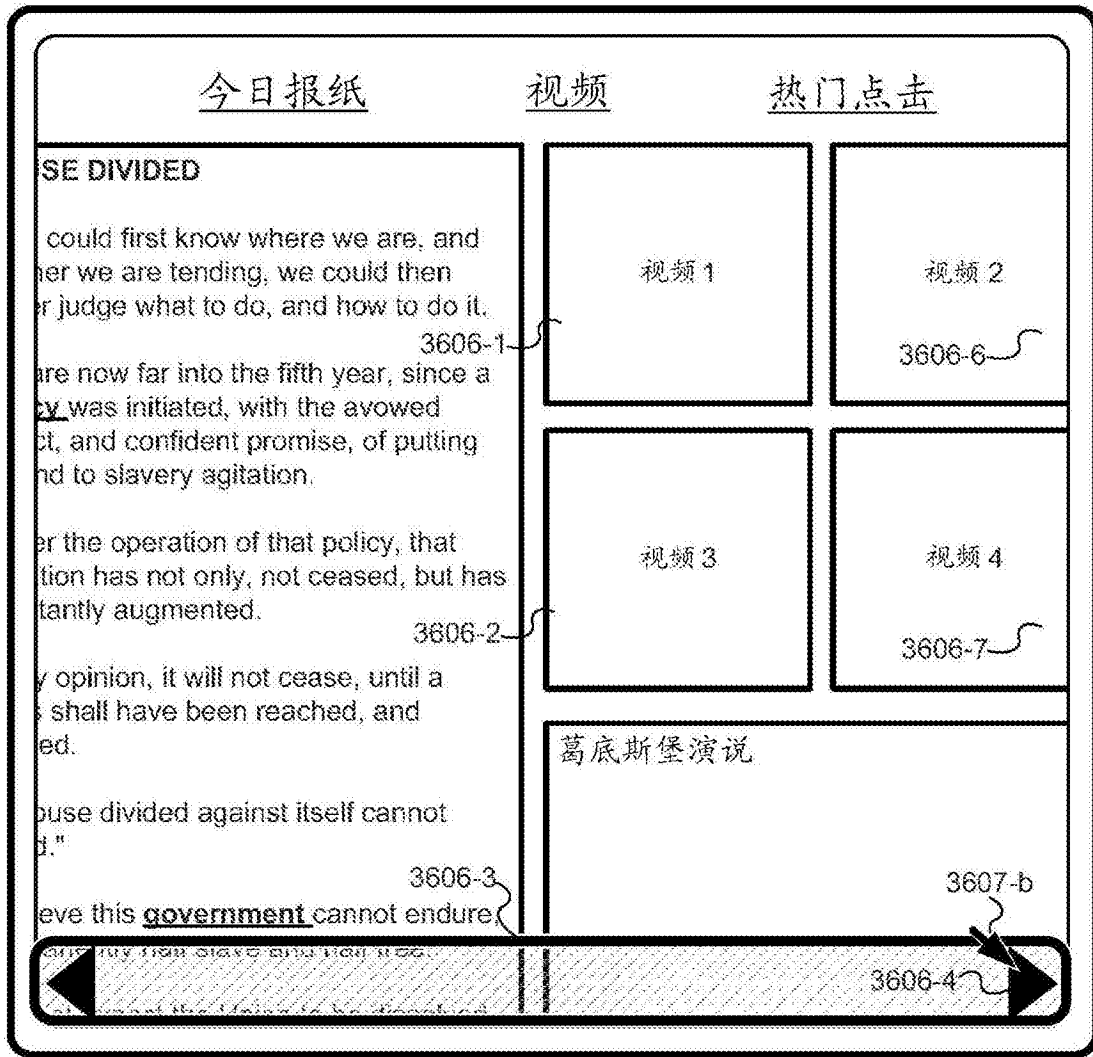 今日报纸 视频 热门点击
SE DIVIDED
could first know where we are, and
her we are tending, we could then
r judge what to do, and how to do it.
are now far into the fifth year, since a
cy was initiated, with the avowed
ct, and confident promise, of putting
nd to slavery agitation.
er the operation of that policy, that
tion has not only, not ceased, but has
tantly augmented.
y opinion, it will not cease, until a
s shall have been reached, and
ed.
ouse divided against itself cannot
d."
eve this government cannot endure,
half slave and half free.
视频 1
3606-1
视频 2
3606-6
视频 3
3606-2
视频 4
3606-7
葛底斯堡演说
3606-3
3607-b
3606-4